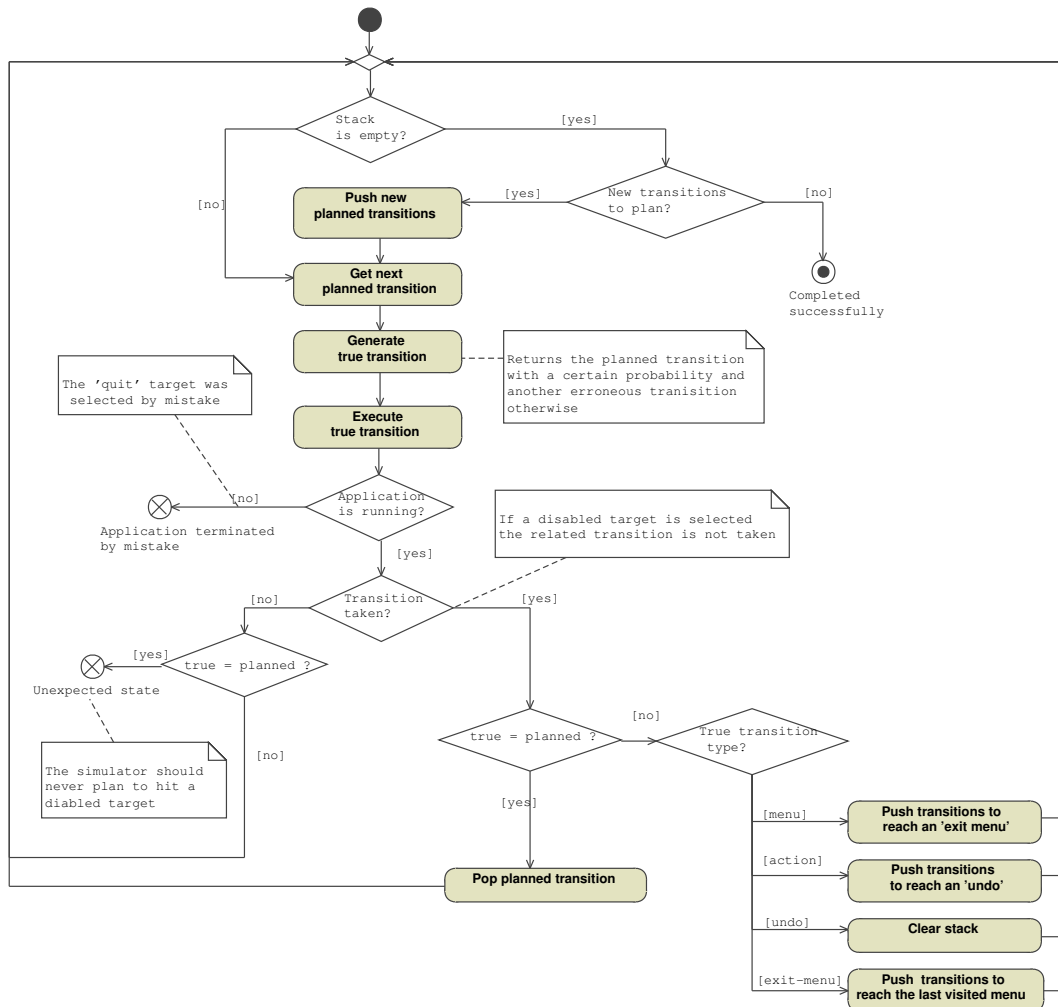 Stack
is empty?
[yes]
[no]
Push new
planned transitions
[yes]
New transitions
to plan?
[no]
Get next
planned transition
Completed
successfully
Generate
true transition
Returns the planned transition
with a certain probability and
another erroneous tranisition
otherwise
The 'quit' target was
selected by mistake
Execute
true transition
[no]
Application
is running?
Application terminated
by mistake
If a disabled target is selected
the related transition is not taken
[yes]
[no]
Transition
taken?
[yes]
[yes]
true = planned ?
Unexpected state
[no]
true = planned ?
[no]
True transition
type?
The simulator should
never plan to hit a
diabled target
[yes]
[menu]
Push transitions to
reach an 'exit menu'
[action]
Push transitions
to reach an 'undo'
Pop planned transition
[undo]
Clear stack
[exit-menu]
Push transitions to
reach the last visited menu